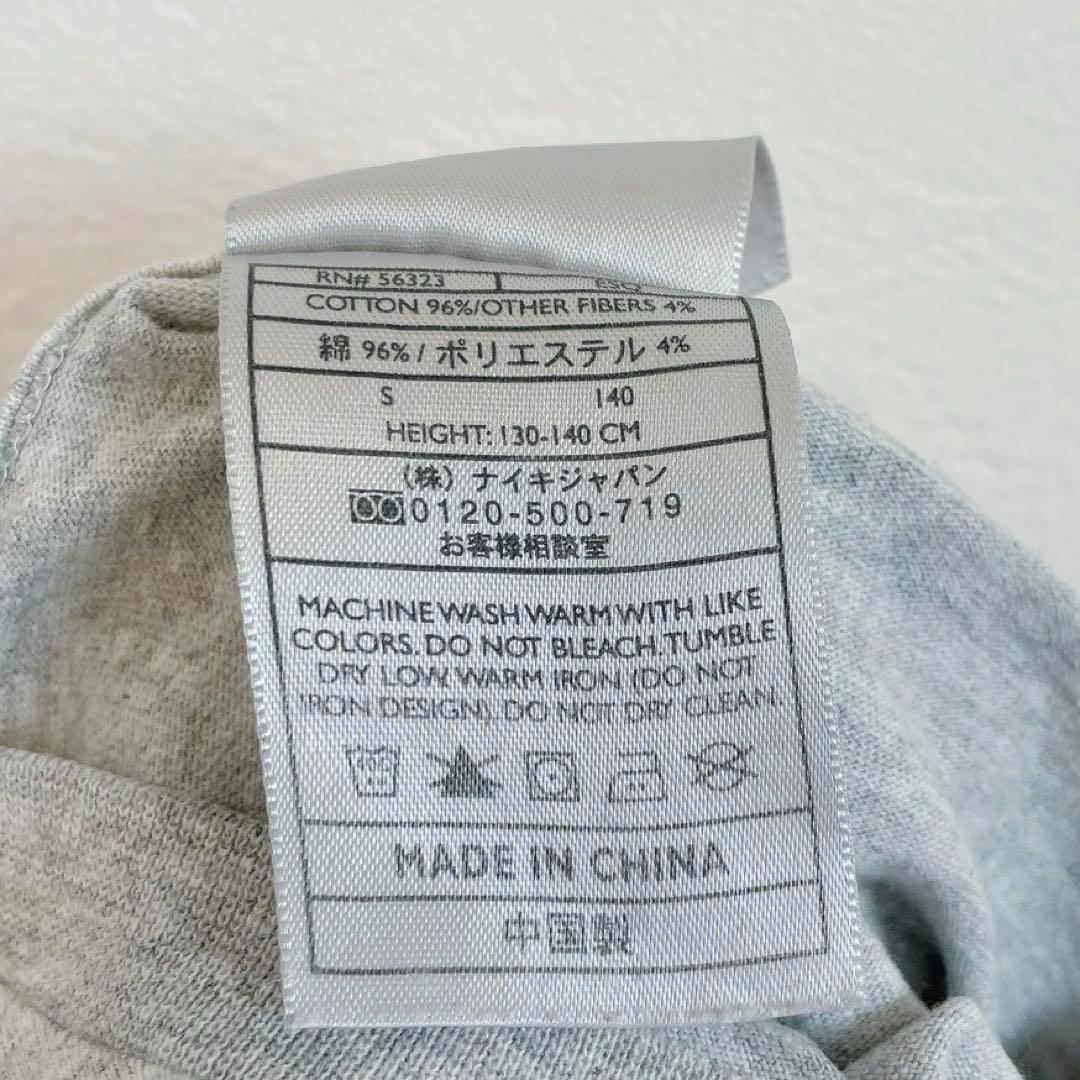 RN# 56323
COTTON 96%/OTHER FIBERS 4%
綿 96% / ポリエステル 4%
S 140
HEIGHT: 130-140 CM
(株) ナイキジャパン
0120-500-719
お客様相談室
MACHINE WASH WARM WITH LIKE
COLORS. DO NOT BLEACH. TUMBLE
DRY LOW. WARM IRON (DO NOT
IRON DESIGN). DO NOT DRY CLEAN.
MADE IN CHINA
中国製